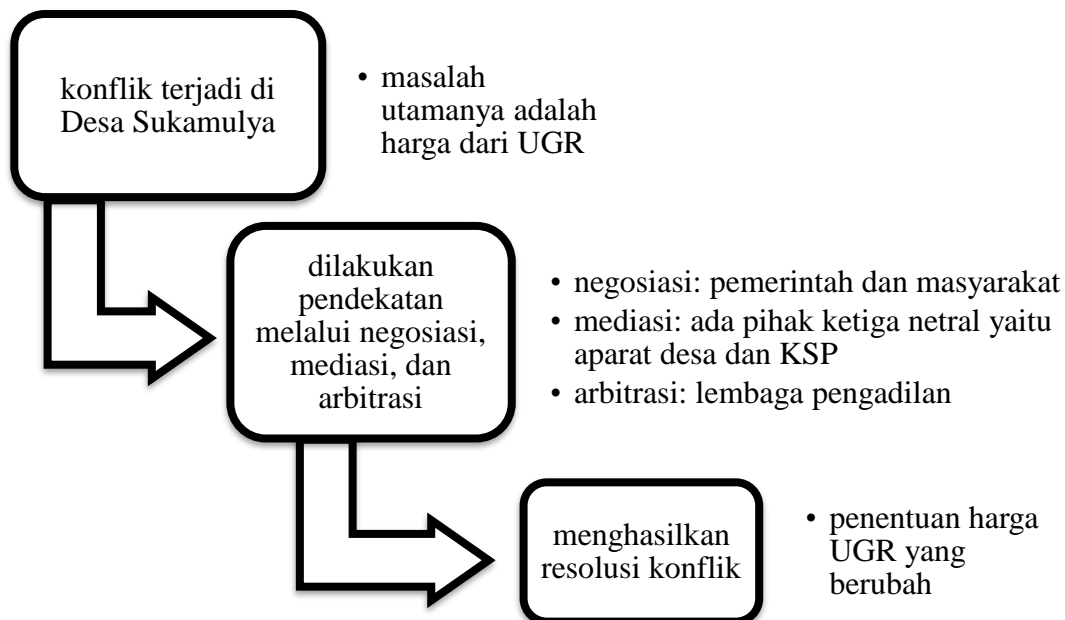 konflik terjadi di
Desa Sukamulya
• masalah
utamanya adalah
harga dari UGR
dilakukan
pendekatan
melalui negosiasi,
mediasi, dan
arbitrasi
• negosiasi: pemerintah dan masyarakat
• mediasi: ada pihak ketiga netral yaitu
aparat desa dan KSP
• arbitrasi: lembaga pengadilan
menghasilkan
resolusi konflik
• penentuan harga
UGR yang
berubah